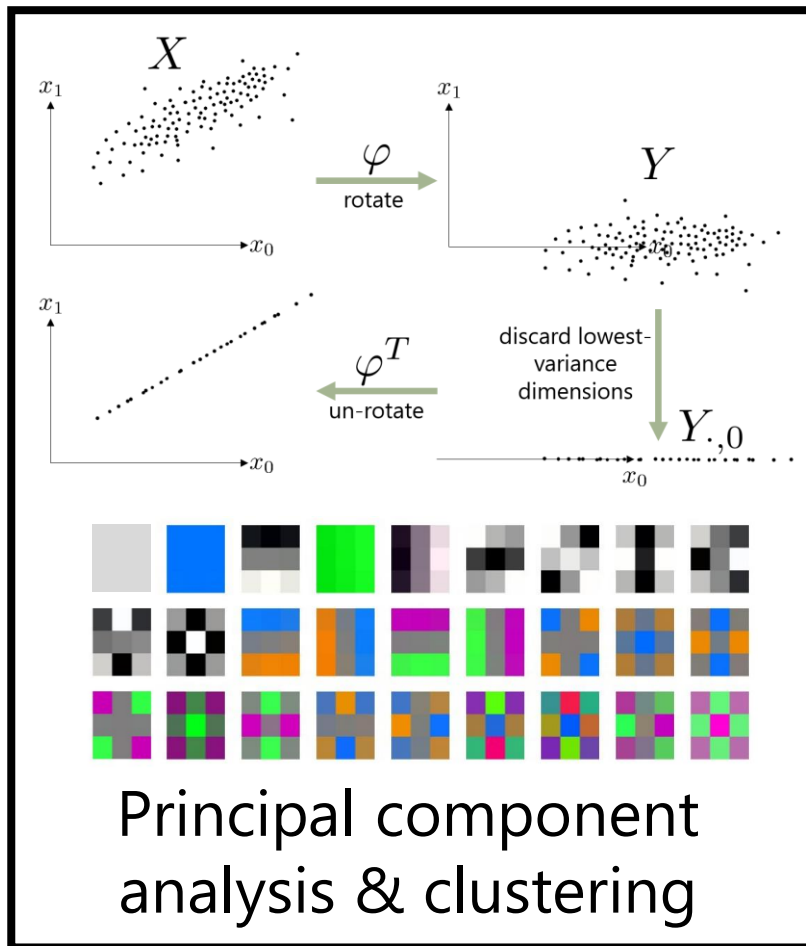 X
x₁
x₀
φ
rotate
x₁
Y
x₀
discard lowest-
variance
dimensions
x₁
x₀
φᵀ
un-rotate
Y.,₀
x₀
Principal component
analysis & clustering